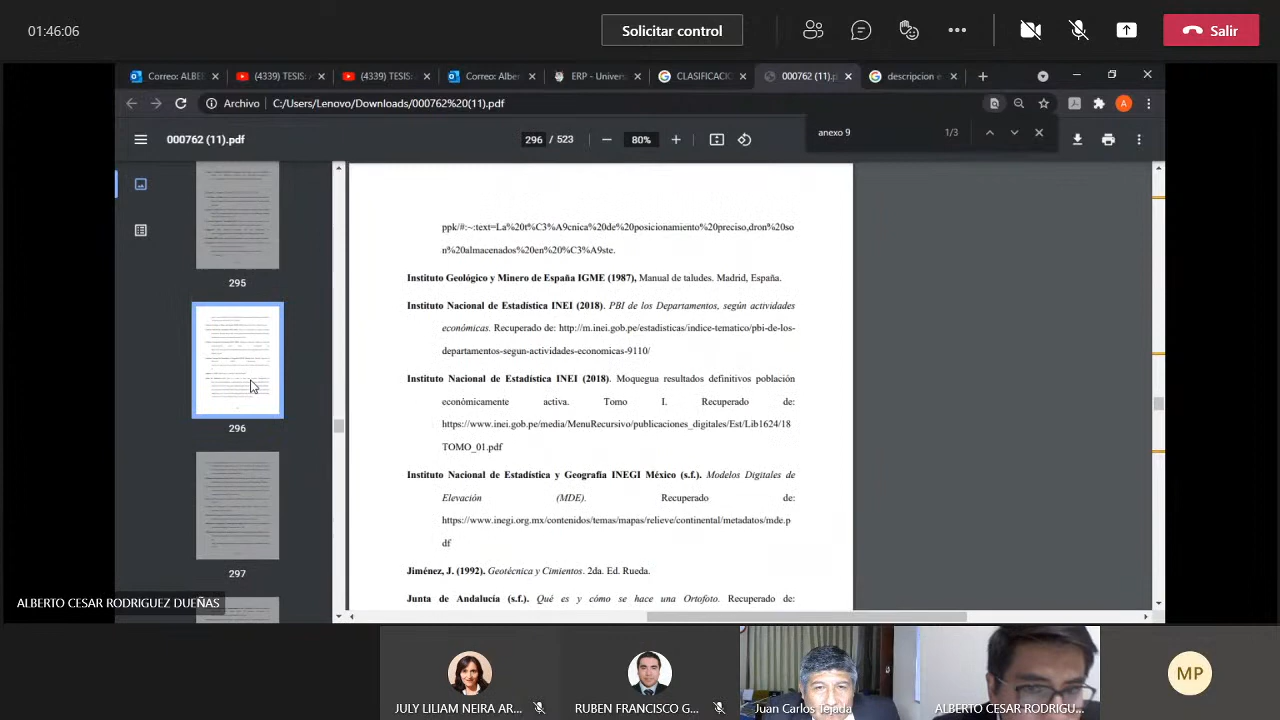 01:46:06
Solicitar control
Salir
Correo: ALBE
(4339) TESIS:
(4339) TESIS:
Correo: Alber
ERP - Univers
CLASIFICACIO
000762 (11).p
descripcion e
Archivo
C:/Users/Lenovo/Downloads/000762%20(11).pdf
A
000762 (11).pdf
296 / 523
80%
anexo 9
1/3
295
296
297
ppk/#:~:text=La%20t%C3%A9cnica%20de%20posicionamiento%20preciso,dron%20so
n%20almacenados%20en%20%C3%A9ste.
Instituto Geológico y Minero de España IGME (1987), Manual de taludes. Madrid, España.
Instituto Nacional de Estadística INEI (2018). PBI de los Departamentos, según actividades
económicas. Recuperado de: http://m.inei.gob.pe/estadisticas/indice-tematico/pbi-de-los-
departamentos-segun-actividades-economicas-9110/
Instituto Nacional de Estadística INEI (2018). Moquegua resultados definitivos población
económicamente activa. Tomo I. Recuperado de:
https://www.inei.gob.pe/media/MenuRecursivo/publicaciones_digitales/Est/Lib1624/18
TOMO_01.pdf
Instituto Nacional de Estadística y Geografía INEGI México (s.f.). Modelos Digitales de
Elevación (MDE). Recuperado de:
https://www.inegi.org.mx/contenidos/temas/mapas/relieve/continental/metadatos/mde.p
df
Jiménez, J. (1992). Geotécnica y Cimientos. 2da. Ed. Rueda.
Junta de Andalucía (s.f.). Qué es y cómo se hace una Ortofoto. Recuperado de:
ALBERTO CESAR RODRIGUEZ DUEÑAS
JULY LILIAM NEIRA AR...
RUBEN FRANCISCO G...
Juan Carlos Tejada
ALBERTO CESAR RODRIGU...
MP